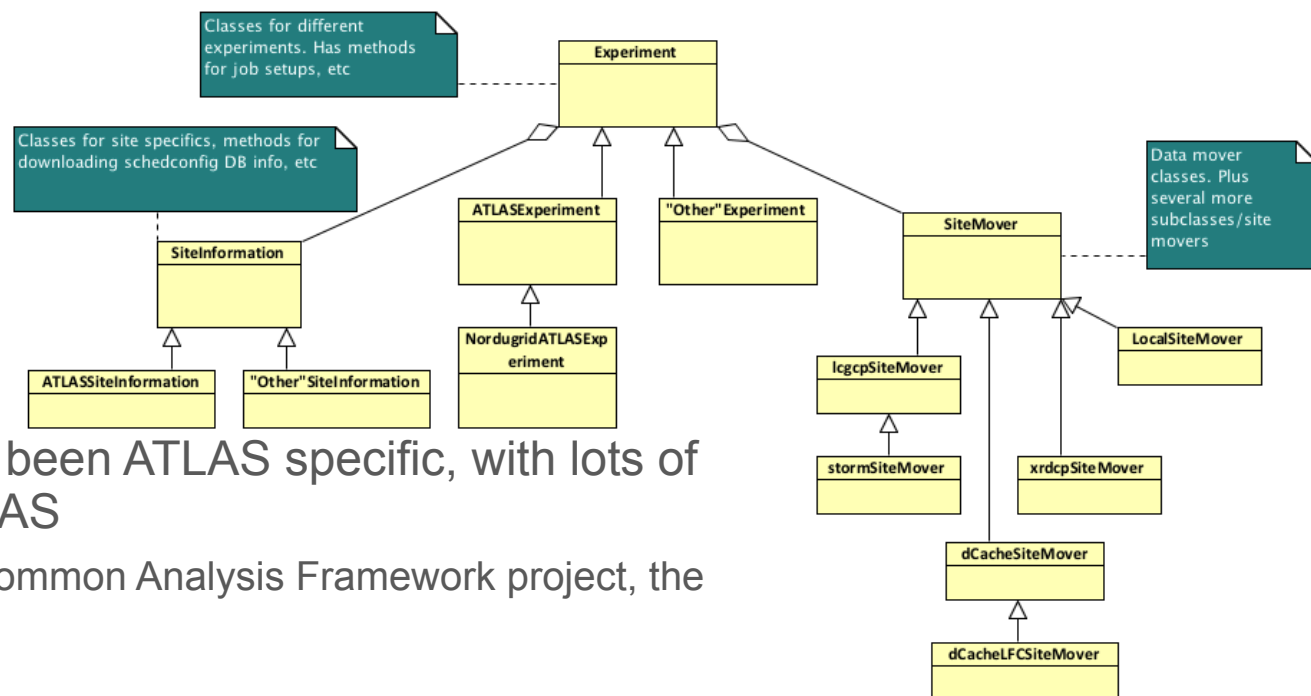 Classes for different
experiments. Has methods
for job setups, etc
Experiment
Classes for site specifics, methods for
downloading schedconfig DB info, etc
Data mover
classes. Plus
several more
subclasses/site
movers
ATLASExperiment
"Other"Experiment
SiteMover
SiteInformation
NordugridATLASExp
eriment
LocalSiteMover
lcgcpSiteMover
ATLASSiteInformation
"Other"SiteInformation
been ATLAS specific, with lots of
AS
stormSiteMover
xrdcpSiteMover
ommon Analysis Framework project, the
dCacheSiteMover
dCacheLFCSiteMover